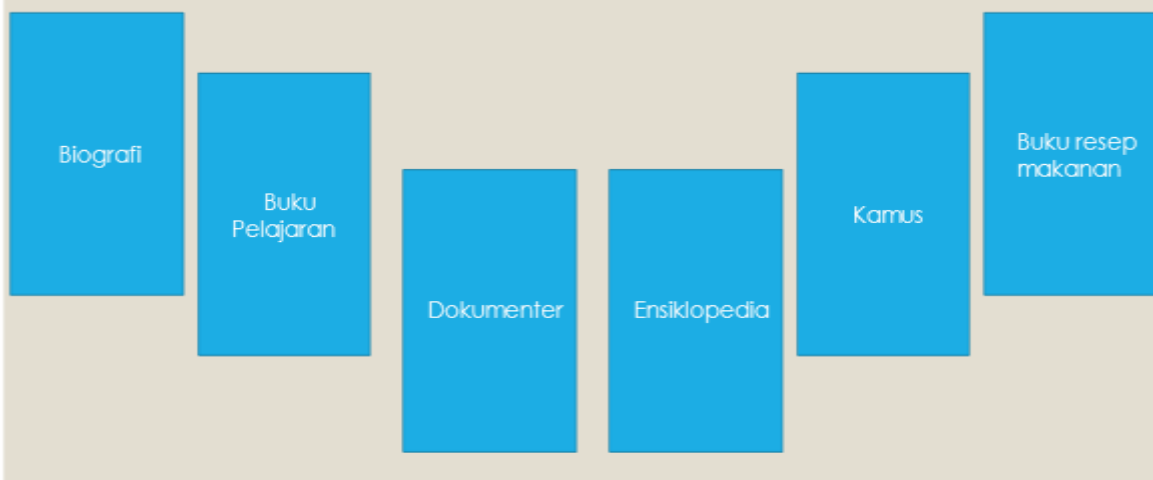 Biografi
Buku
Pelajaran
Dokumenter
Ensiklopedia
Kamus
Buku resep
makanan